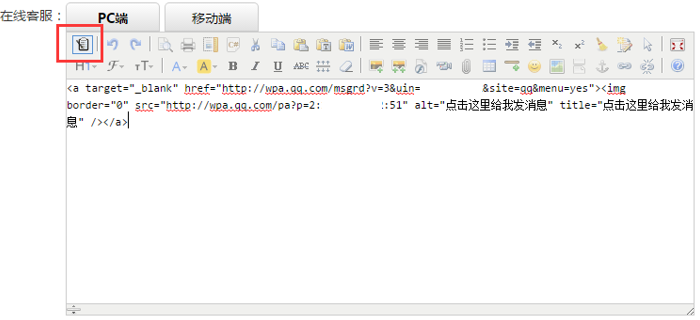 在线客服： PC端 移动端
H1 F TT A A B I U ABC
<a target="_blank" href="http://wpa.qq.com/msgrd?v=3&uin= &site=qq&menu=yes"><img
border="0" src="http://wpa.qq.com/pa?p=2: :51" alt="点击这里给我发消息" title="点击这里给我发消
息" /></a>